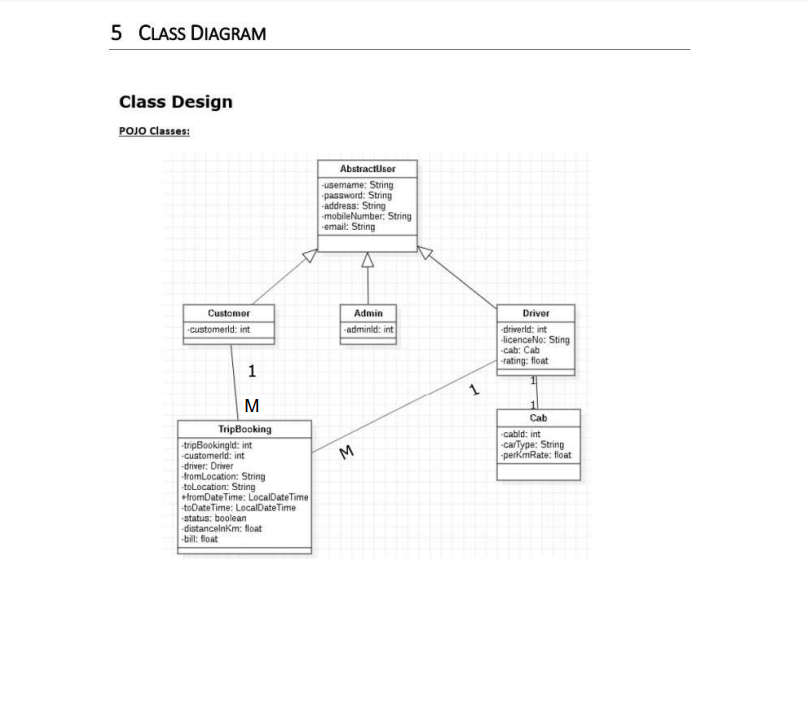 5 CLASS DIAGRAM
Class Design
POJO Classes:
AbstractUser
-username: String
-password: String
-address: String
-mobileNumber: String
-email: String
Customer
-customerId: int
Admin
-adminId: int
Driver
-driverId: int
-licenceNo: Sting
-cab: Cab
-rating: float
1
M
1
M
1
1
TripBooking
-tripBookingId: int
-customerId: int
-driver: Driver
-fromLocation: String
-toLocation: String
+fromDateTime: LocalDateTime
-toDateTime: LocalDateTime
-status: boolean
-distanceInKm: float
-bill: float
Cab
-cabId: int
-carType: String
-perKmRate: float